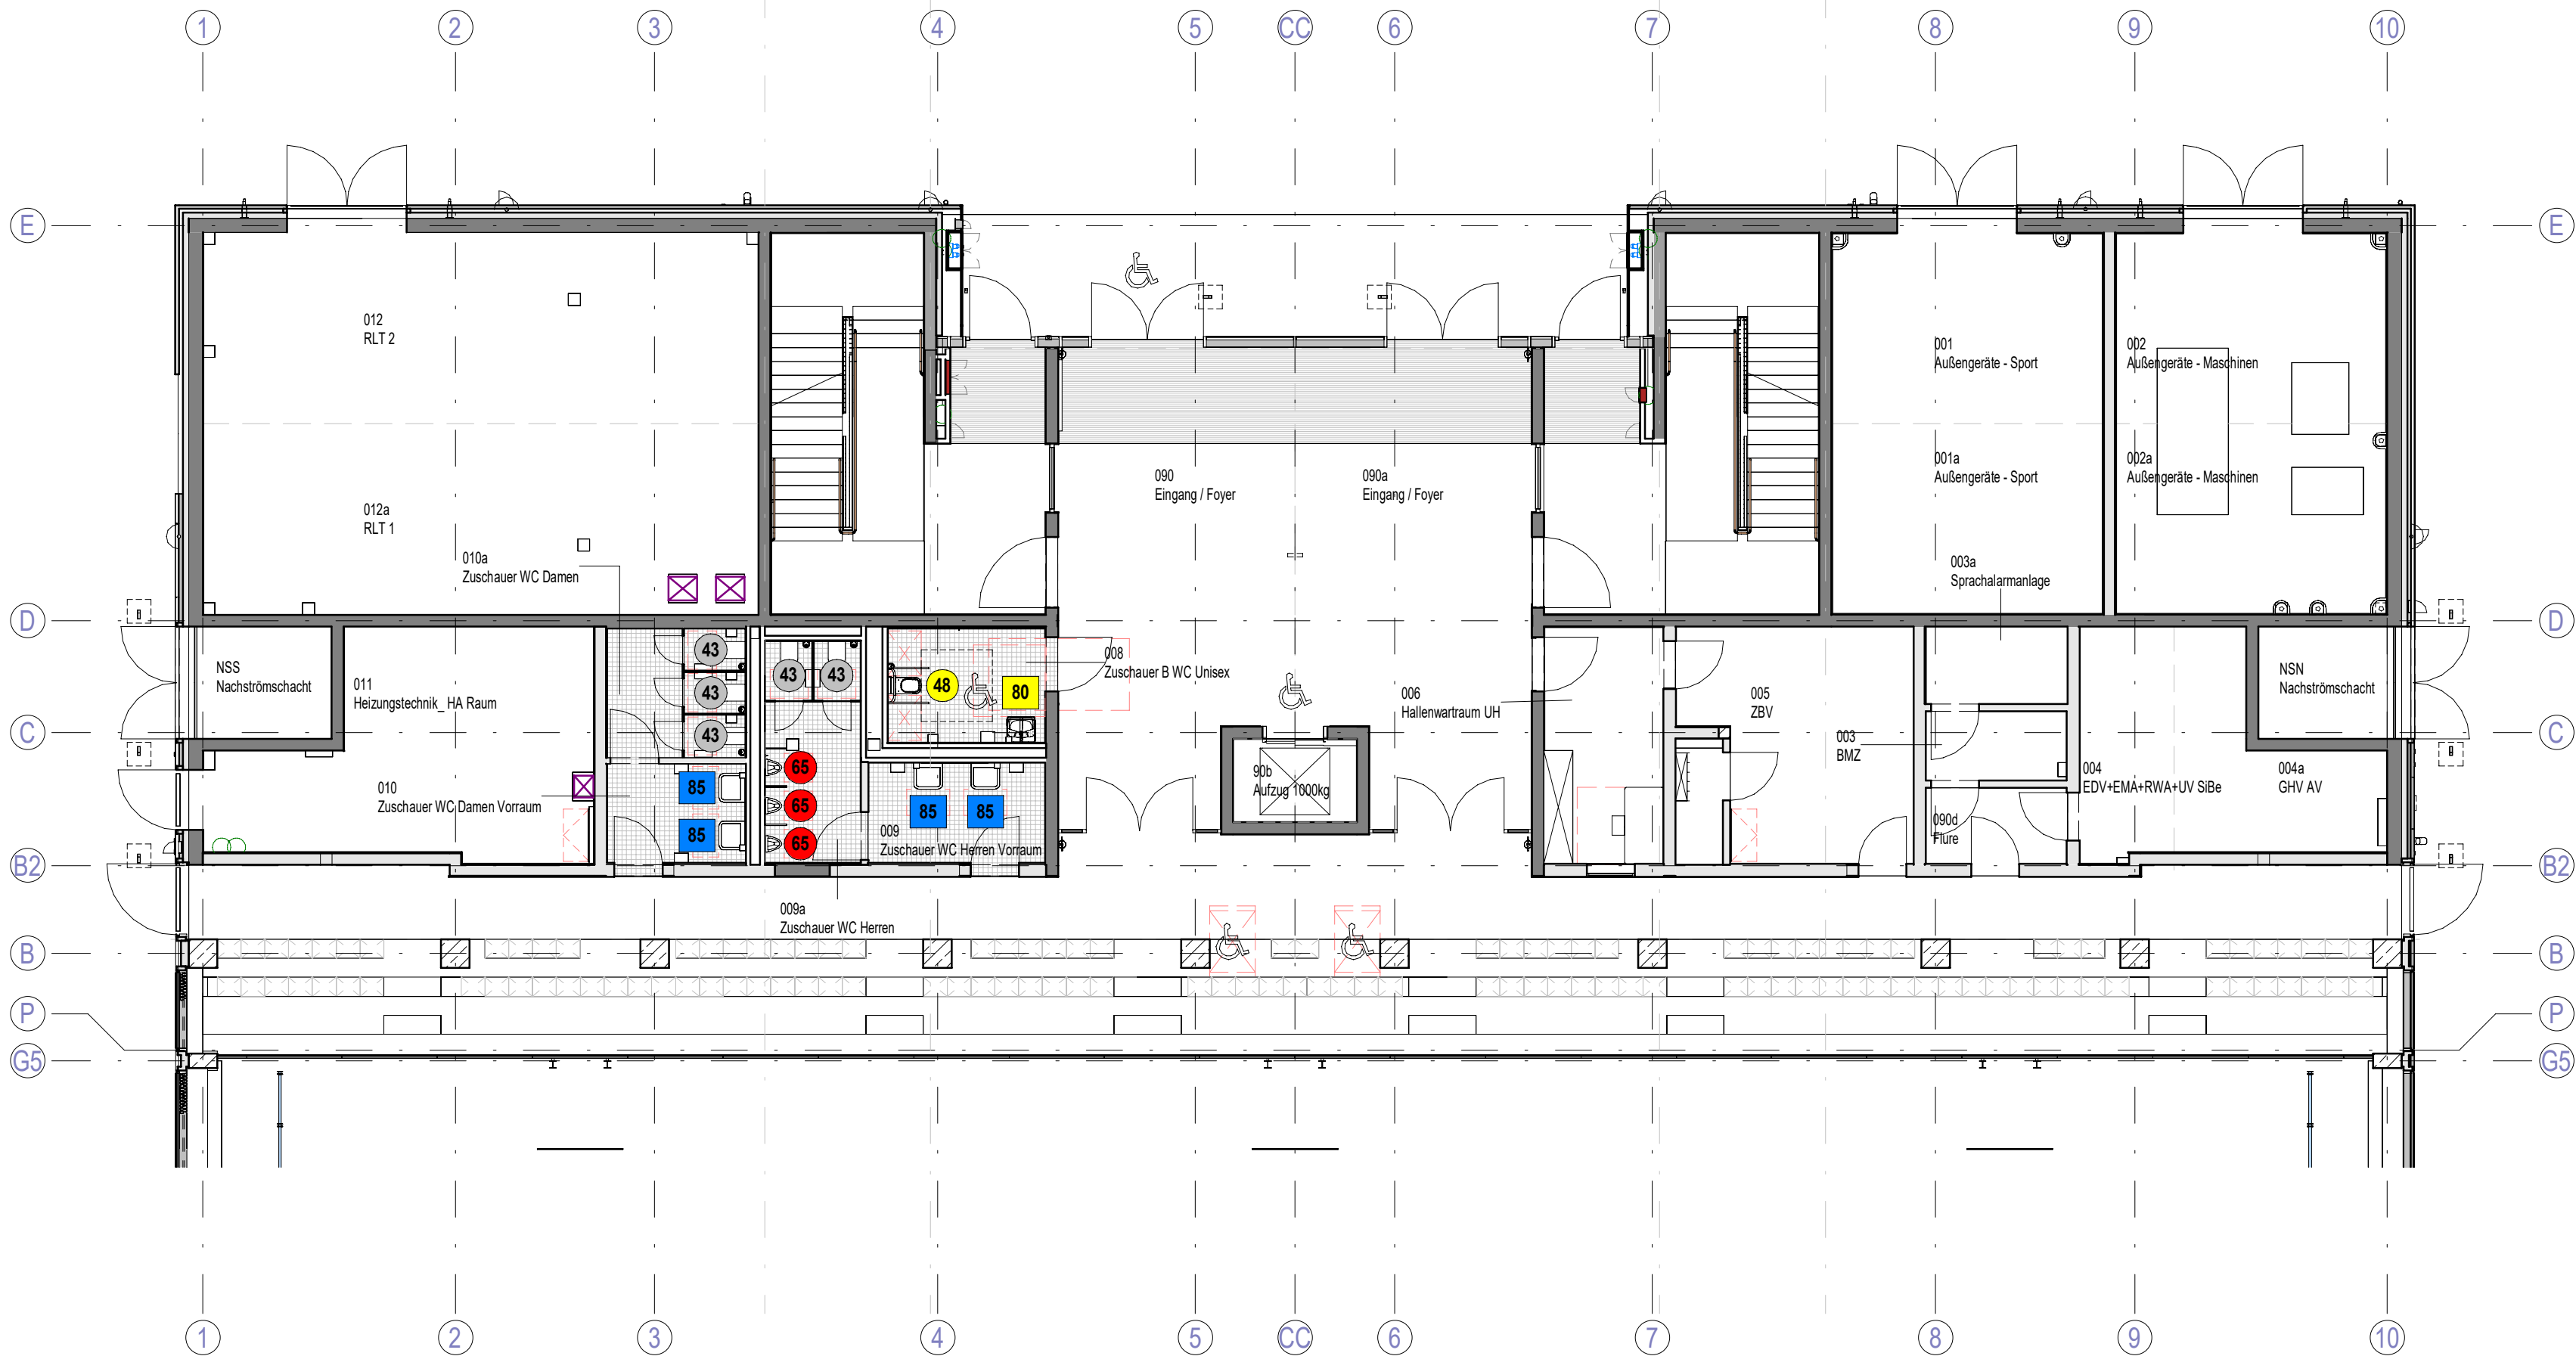 1 2 3 4 5 CC 6 7 8 9 10
E E
012
RLT 2
001
Außengeräte - Sport
002
Außengeräte - Maschinen
001a
Außengeräte - Sport
002a
Außengeräte - Maschinen
090
Eingang / Foyer
090a
Eingang / Foyer
012a
RLT 1
010a
Zuschauer WC Damen
003a
Sprachalarmanlage
D D
43
43
43
43 43
48
80
008
Zuschauer B WC Unisex
NSS
Nachströmschacht
011
Heizungstechnik_ HA Raum
006
Hallenwartraum UH
005
ZBV
NSN
Nachströmschacht
C C
003
BMZ
90b
Aufzug 1000kg
004
EDV+EMA+RWA+UV SiBe
004a
GHV AV
010
Zuschauer WC Damen Vorraum
85
85
65
65
65
85 85
009
Zuschauer WC Herren Vorraum
090d
Flure
B2 B2
009a
Zuschauer WC Herren
B B
P P
G5 G5
1 2 3 4 5 CC 6 7 8 9 10